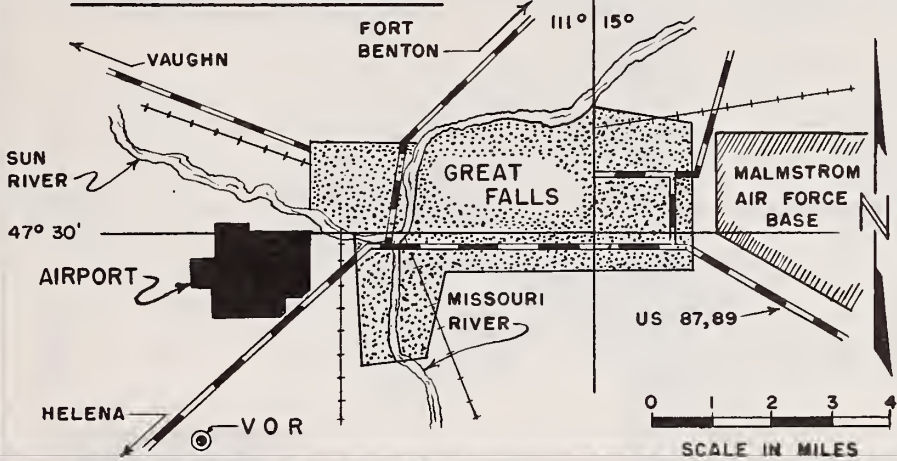 FORT
BENTON
111° 15°
VAUGHN
SUN
RIVER
GREAT
FALLS
MALMSTROM
AIR FORCE
BASE
N
47° 30'
AIRPORT
MISSOURI
RIVER
US 87,89
HELENA
VOR
0 1 2 3 4
SCALE IN MILES